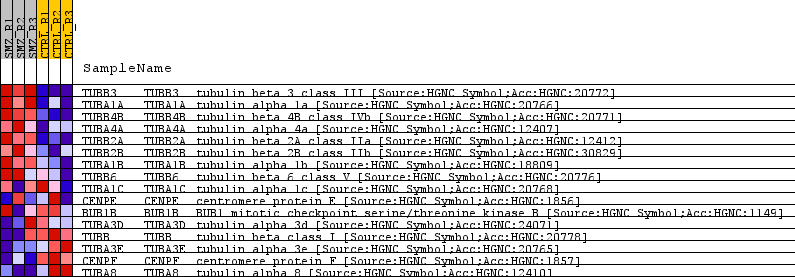 SMZ_R1
SMZ_R2
SMZ_R3
CTRL_R1
CTRL_R2
CTRL_R3
SampleName
TUBB3 TUBB3 tubulin beta 3 class III [Source:HGNC Symbol;Acc:HGNC:20772]
TUBA1A TUBA1A tubulin alpha 1a [Source:HGNC Symbol;Acc:HGNC:20766]
TUBB4B TUBB4B tubulin beta 4B class IVb [Source:HGNC Symbol;Acc:HGNC:20771]
TUBA4A TUBA4A tubulin alpha 4a [Source:HGNC Symbol;Acc:HGNC:12407]
TUBB2A TUBB2A tubulin beta 2A class IIa [Source:HGNC Symbol;Acc:HGNC:12412]
TUBB2B TUBB2B tubulin beta 2B class IIb [Source:HGNC Symbol;Acc:HGNC:30829]
TUBA1B TUBA1B tubulin alpha 1b [Source:HGNC Symbol;Acc:HGNC:18809]
TUBB6 TUBB6 tubulin beta 6 class V [Source:HGNC Symbol;Acc:HGNC:20776]
TUBA1C TUBA1C tubulin alpha 1c [Source:HGNC Symbol;Acc:HGNC:20768]
CENPE CENPE centromere protein E [Source:HGNC Symbol;Acc:HGNC:1856]
BUB1B BUB1B BUB1 mitotic checkpoint serine/threonine kinase B [Source:HGNC Symbol;Acc:HGNC:1149]
TUBA3D TUBA3D tubulin alpha 3d [Source:HGNC Symbol;Acc:HGNC:24071]
TUBB TUBB tubulin beta class I [Source:HGNC Symbol;Acc:HGNC:20778]
TUBA3E TUBA3E tubulin alpha 3e [Source:HGNC Symbol;Acc:HGNC:20765]
CENPF CENPF centromere protein F [Source:HGNC Symbol;Acc:HGNC:1857]
TUBA8 TUBA8 tubulin alpha 8 [Source:HGNC Symbol;Acc:HGNC:12410]